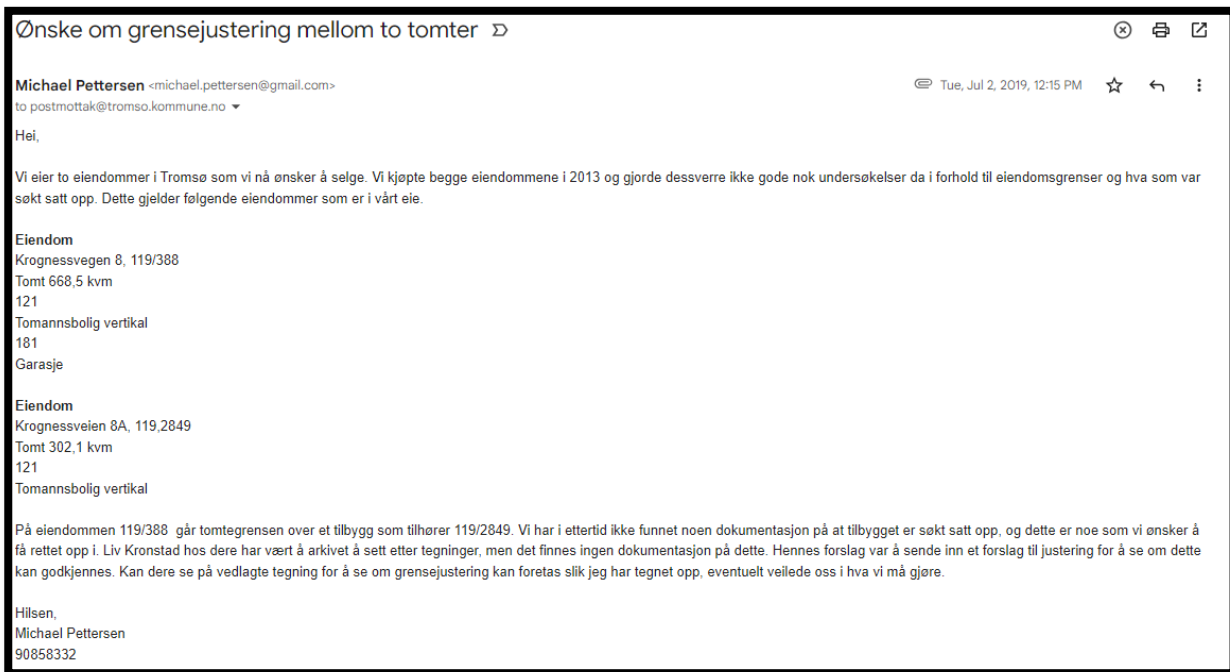 Ønske om grensejustering mellom to tomter
Michael Pettersen <michael.pettersen@gmail.com>
Tue, Jul 2, 2019, 12:15 PM
to postmottak@tromso.kommune.no
Hei,
Vi eier to eiendommer i Tromsø som vi nå ønsker å selge. Vi kjøpte begge eiendommene i 2013 og gjorde dessverre ikke gode nok undersøkelser da i forhold til eiendomsgrenser og hva som var
søkt satt opp. Dette gjelder følgende eiendommer som er i vårt eie.
Eiendom
Krognessvegen 8, 119/388
Tomt 668,5 kvm
121
Tomannsbolig vertikal
181
Garasje
Eiendom
Krognessveien 8A, 119,2849
Tomt 302,1 kvm
121
Tomannsbolig vertikal
På eiendommen 119/388 går tomtegrensen over et tilbygg som tilhører 119/2849. Vi har i ettertid ikke funnet noen dokumentasjon på at tilbygget er søkt satt opp, og dette er noe som vi ønsker å
få rettet opp i. Liv Kronstad hos dere har vært å arkivet å sett etter tegninger, men det finnes ingen dokumentasjon på dette. Hennes forslag var å sende inn et forslag til justering for å se om dette
kan godkjennes. Kan dere se på vedlagte tegning for å se om grensejustering kan foretas slik jeg har tegnet opp, eventuelt veilede oss i hva vi må gjøre.
Hilsen,
Michael Pettersen
90858332